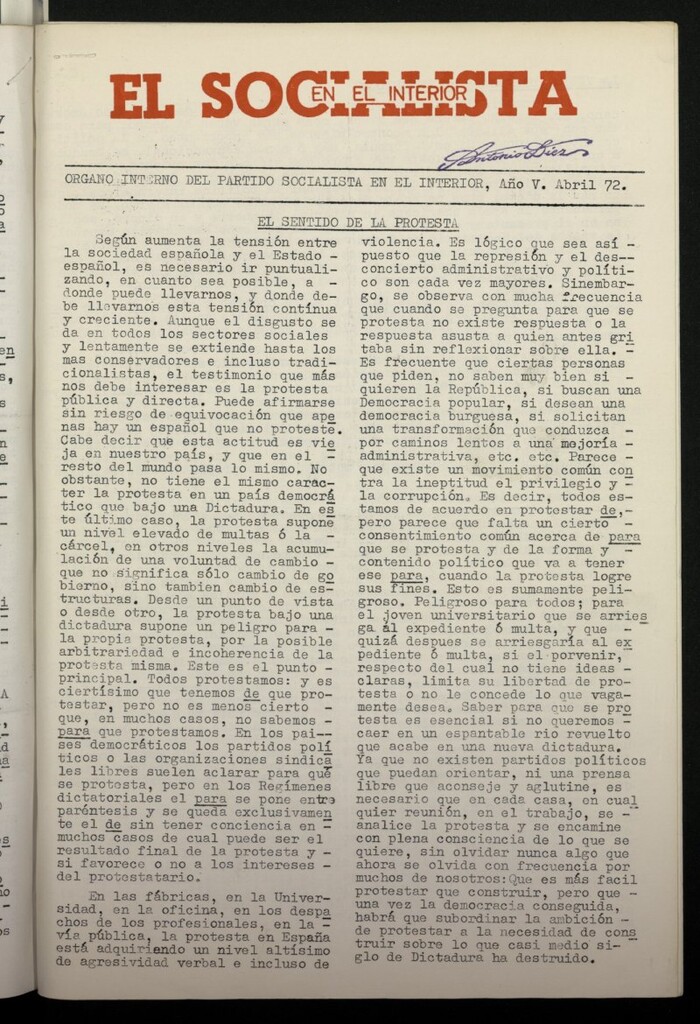 EL SOCIALISTA
EN EL INTERIOR
Antonio Díez
ORGANO INTERNO DEL PARTIDO SOCIALISTA EN EL INTERIOR, Año V. Abril 72.
EL SENTIDO DE LA PROTESTA
Según aumenta la tensión entre
la sociedad española y el Estado -
español, es necesario ir puntuali-
zando, en cuanto sea posible, a -
donde puede llevarnos, y donde de-
be llevarnos esta tensión contínua
y creciente. Aunque el disgusto se
da en todos los sectores sociales
y lentamente se extiende hasta los
mas conservadores e incluso tradi-
cionalistas, el testimonio que más
nos debe interesar es la protesta
pública y directa. Puede afirmarse
sin riesgo de equivocación que ape
nas hay un español que no proteste.
Cabe decir que esta actitud es vie
ja en nuestro país, y que en el -
resto del mundo pasa lo mismo. No
obstante, no tiene el mismo carac-
ter la protesta en un país democrá
tico que bajo una Dictadura. En es
te último caso, la protesta supone
un nivel elevado de multas ó la -
cárcel, en otros niveles la acumu-
lación de una voluntad de cambio -
que no significa sólo cambio de go
bierno, sino tambien cambio de es-
tructuras. Desde un punto de vista
o desde otro, la protesta bajo una
dictadura supone un peligro para -
la propia protesta, por la posible
arbitrariedad e incoherencia de la
protesta misma. Este es el punto -
principal. Todos protestamos: y es
ciertísimo que tenemos de que pro-
testar, pero no es menos cierto -
que, en muchos casos, no sabemos -
para que protestamos. En los pai--
ses democráticos los partidos polí
ticos o las organizaciones sindica
les libres suelen aclarar para qué
se protesta, pero en los Regímenes
dictatoriales el para se pone entre
paréntesis y se queda exclusivamen
te el de sin tener conciencia en -
muchos casos de cual puede ser el
resultado final de la protesta y -
si favorece o no a los intereses -
del protestatario.
En las fábricas, en la Univer-
sidad, en la oficina, en los despa
chos de los profesionales, en la -
vía pública, la protesta en España
está adquiriendo un nivel altísimo
de agresividad verbal e incluso de
violencia. Es lógico que sea así -
puesto que la represión y el des--
concierto administrativo y políti-
co son cada vez mayores. Sinembar-
go, se observa con mucha frecuencia
que cuando se pregunta para que se
protesta no existe respuesta o la
respuesta asusta a quien antes gri
taba sin reflexionar sobre ella. -
Es frecuente que ciertas personas
que piden, no saben muy bien si -
quieren la República, si buscan una
Democracia popular, si desean una
democracia burguesa, si solicitan
una transformación que conduzca -
por caminos lentos a una mejoría -
administrativa, etc. etc. Parece -
que existe un movimiento común con
tra la ineptitud el privilegio y -
la corrupción. Es decir, todos es-
tamos de acuerdo en protestar de,-
pero parece que falta un cierto -
consentimiento común acerca de para
que se protesta y de la forma y -
contenido político que va a tener
ese para, cuando la protesta logre
sus fines. Esto es sumamente peli-
groso. Peligroso para todos; para
el joven universitario que se arries
ga al expediente ó multa, y que -
quizá despues se arriesgaría al ex
pediente ó multa, si el porvenir,
respecto del cual no tiene ideas -
claras, limita su libertad de pro-
testa o no le concede lo que vaga-
mente desea. Saber para que se pro
testa es esencial si no queremos -
caer en un espantable rio revuelto
que acabe en una nueva dictadura.
Ya que no existen partidos políticos
que puedan orientar, ni una prensa
libre que aconseje y aglutine, es
necesario que en cada casa, en cual
quier reunión, en el trabajo, se -
analice la protesta y se encamine
con plena consciencia de lo que se
quiere, sin olvidar nunca algo que
ahora se olvida con frecuencia por
muchos de nosotros:Que es más facil
protestar que construir, pero que -
una vez la democracia conseguida,
habrá que subordinar la ambición -
de protestar a la necesidad de cons
truir sobre lo que casi medio si-
glo de Dictadura ha destruido.